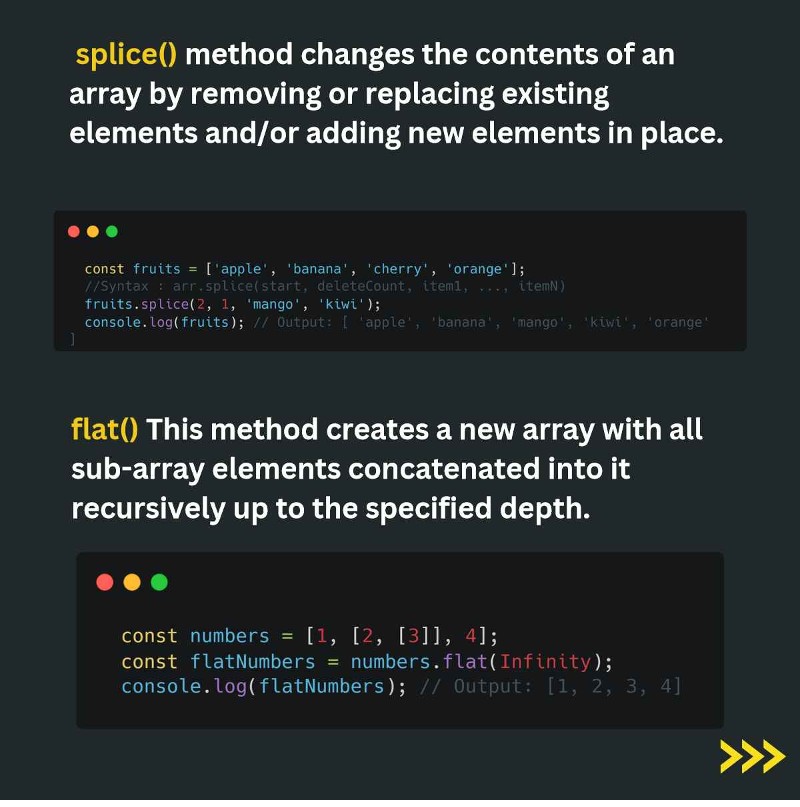 splice() method changes the contents of an
array by removing or replacing existing
elements and/or adding new elements in place.
const fruits = ['apple', 'banana', 'cherry', 'orange'];
//Syntax : arr.splice(start, deleteCount, item1, ..., itemN)
fruits.splice(2, 1, 'mango', 'kiwi');
console.log(fruits); // Output: [ 'apple', 'banana', 'mango', 'kiwi', 'orange'
]
flat() This method creates a new array with all
sub-array elements concatenated into it
recursively up to the specified depth.
const numbers = [1, [2, [3]], 4];
const flatNumbers = numbers.flat(Infinity);
console.log(flatNumbers); // Output: [1, 2, 3, 4]